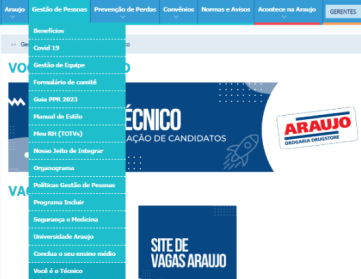 Araujo Gestão de Pessoas Prevenção de Perdas Convênios Normas e Avisos Acontece na Araujo GERENTES
Benefícios
Covid 19
Gestão de Equipe
Formulário de comitê
Guia PPR 2023
Manual de Estilo
Meu RH (TOTVs)
Nosso Jeito de Integrar
Organograma
Políticas Gestão de Pessoas
Programa Incluir
Segurança e Medicina
Universidade Araujo
Conclua o seu ensino médio
Você é o Técnico
VO O
ÉCNICO
AÇÃO DE CANDIDATOS
ARAUJO
DROGARIA DRUGSTORE
VA
SITE DE
VAGAS ARAUJO